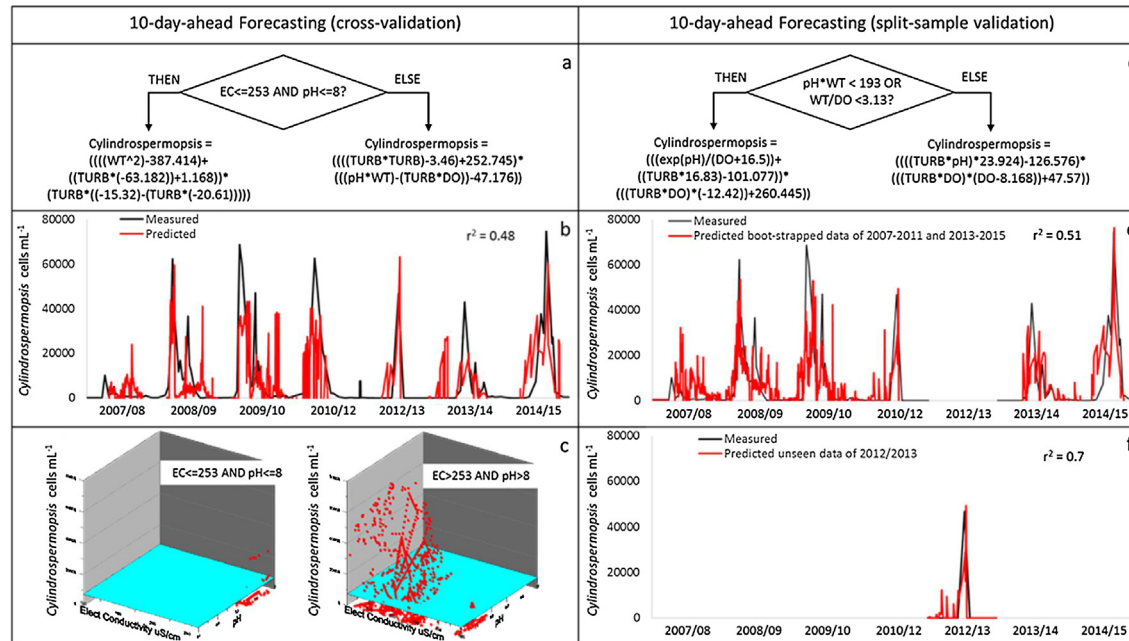 10-day-ahead Forecasting (cross-validation)
10-day-ahead Forecasting (split-sample validation)
a
THEN
ELSE
EC<=253 AND pH<=8?
Cylindrospermopsis =
((((WT^2)-387.414)+
((TURB*(-63.182))+1.168))*
(TURB*((-15.32)-(TURB*(-20.61)))))
Cylindrospermopsis =
((((TURB*TURB)-3.46)+252.745)*
(((pH*WT)-(TURB*DO))-47.176))
THEN
ELSE
pH*WT < 193 OR
WT/DO <3.13?
Cylindrospermopsis =
(((exp(pH)/(DO+16.5))+
((TURB*16.83)-101.077))*
(((TURB*DO)*(-12.42))+260.445))
Cylindrospermopsis =
((((TURB*pH)*23.924)-126.576)*
(((TURB*DO)*(DO-8.168))+47.57))
b
Cylindrospermopsis cells mL-1
80000
60000
40000
20000
0
Measured
Predicted
r2 = 0.48
2007/08 2008/09 2009/10 2010/12 2012/13 2013/14 2014/15
Cylindrospermopsis cells mL-1
80000
60000
40000
20000
0
Measured
Predicted boot-strapped data of 2007-2011 and 2013-2015
r2 = 0.51
2007/08 2008/09 2009/10 2010/12 2012/13 2013/14 2014/15
c
Cylindrospermopsis cells mL-1
EC<=253 AND pH<=8
Elect Conductivity uS/cm
pH
Cylindrospermopsis cells mL-1
EC>253 AND pH>8
Elect Conductivity uS/cm
pH
f
Cylindrospermopsis cells mL-1
80000
60000
40000
20000
0
Measured
Predicted unseen data of 2012/2013
r2 = 0.7
2007/08 2008/09 2009/10 2010/12 2012/13 2013/14 2014/15